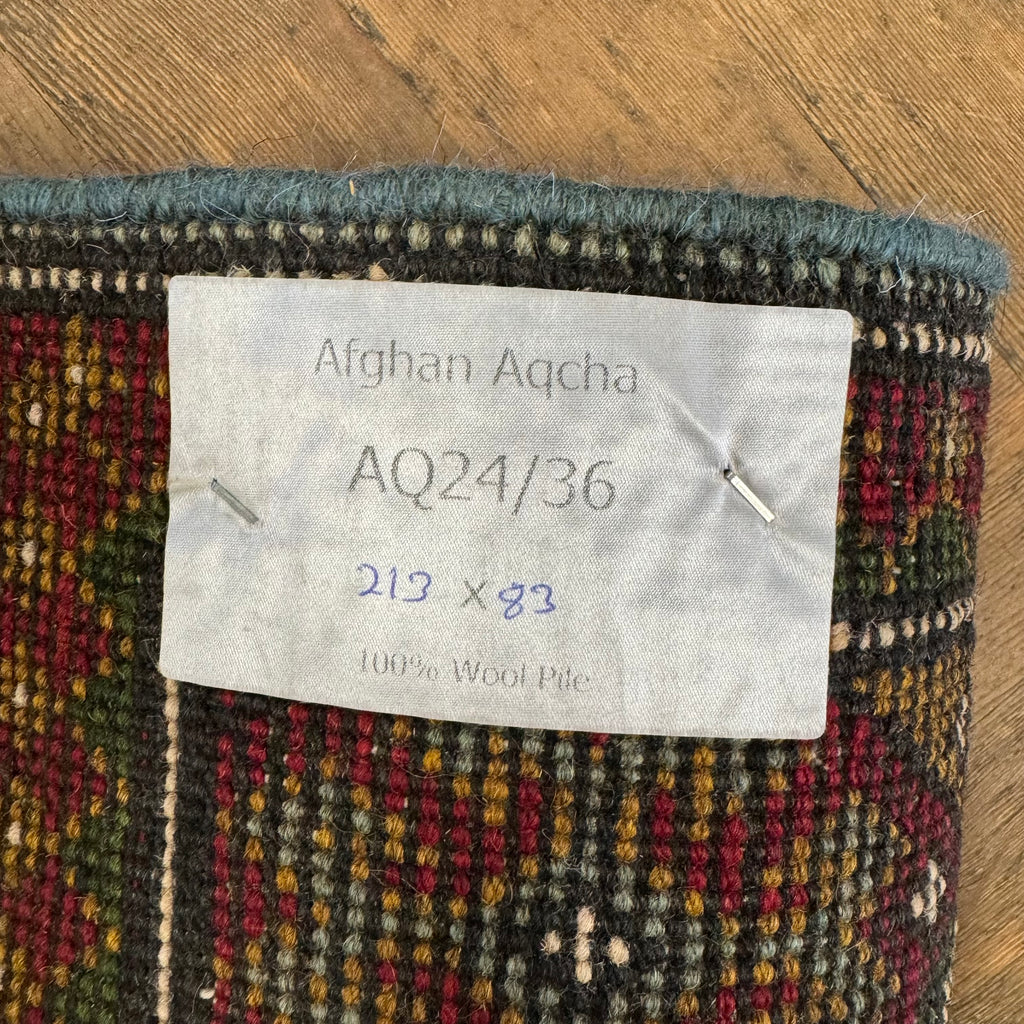 Afghan Aqcha
AQ24/36
213 x 83
100% Wool Pile